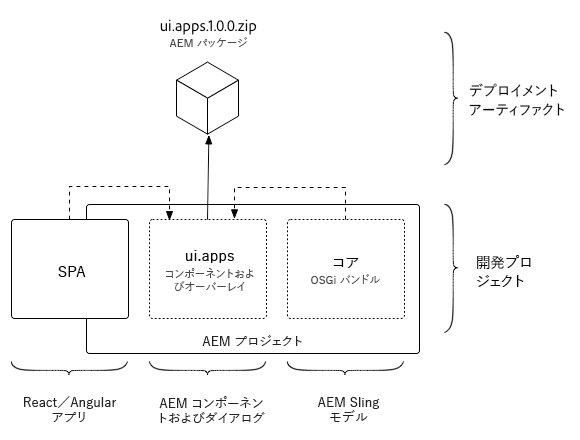 ui.apps.1.0.0.zip
AEM パッケージ
デプロイメント
アーティファクト
SPA
ui.apps
コンポーネントおよ
びオーバーレイ
コア
OSGi バンドル
開発プロ
ジェクト
AEM プロジェクト
React／Angular
アプリ
AEM コンポーネン
トおよびダイアログ
AEM Sling
モデル